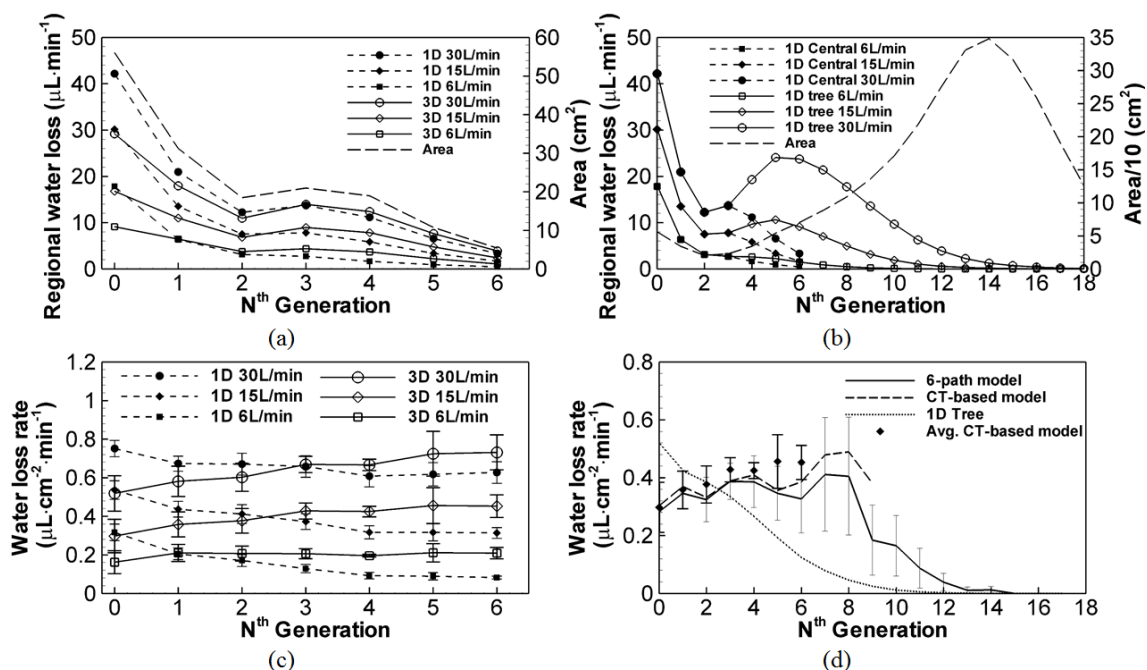 Regional water loss (μL·min⁻¹)
50
40
30
20
10
0
1D 30L/min
1D 15L/min
1D 6L/min
3D 30L/min
3D 15L/min
3D 6L/min
Area
60
50
40
30
20
10
0
Area (cm²)
0 1 2 3 4 5 6
Nᵗʰ Generation
(a)
Regional water loss (μL·min⁻¹)
50
40
30
20
10
0
1D Central 6L/min
1D Central 15L/min
1D Central 30L/min
1D tree 6L/min
1D tree 15L/min
1D tree 30L/min
Area
35
30
25
20
15
10
5
0
Area/10 (cm²)
0 2 4 6 8 10 12 14 16 18
Nᵗʰ Generation
(b)
Water loss rate
(μL·cm⁻²·min⁻¹)
1.2
1
0.8
0.6
0.4
0.2
0
1D 30L/min 3D 30L/min
1D 15L/min 3D 15L/min
1D 6L/min 3D 6L/min
0 1 2 3 4 5 6
Nᵗʰ Generation
(c)
Water loss rate
(μL·cm⁻²·min⁻¹)
0.8
0.6
0.4
0.2
0
6-path model
CT-based model
1D Tree
Avg. CT-based model
0 2 4 6 8 10 12 14 16 18
Nᵗʰ Generation
(d)